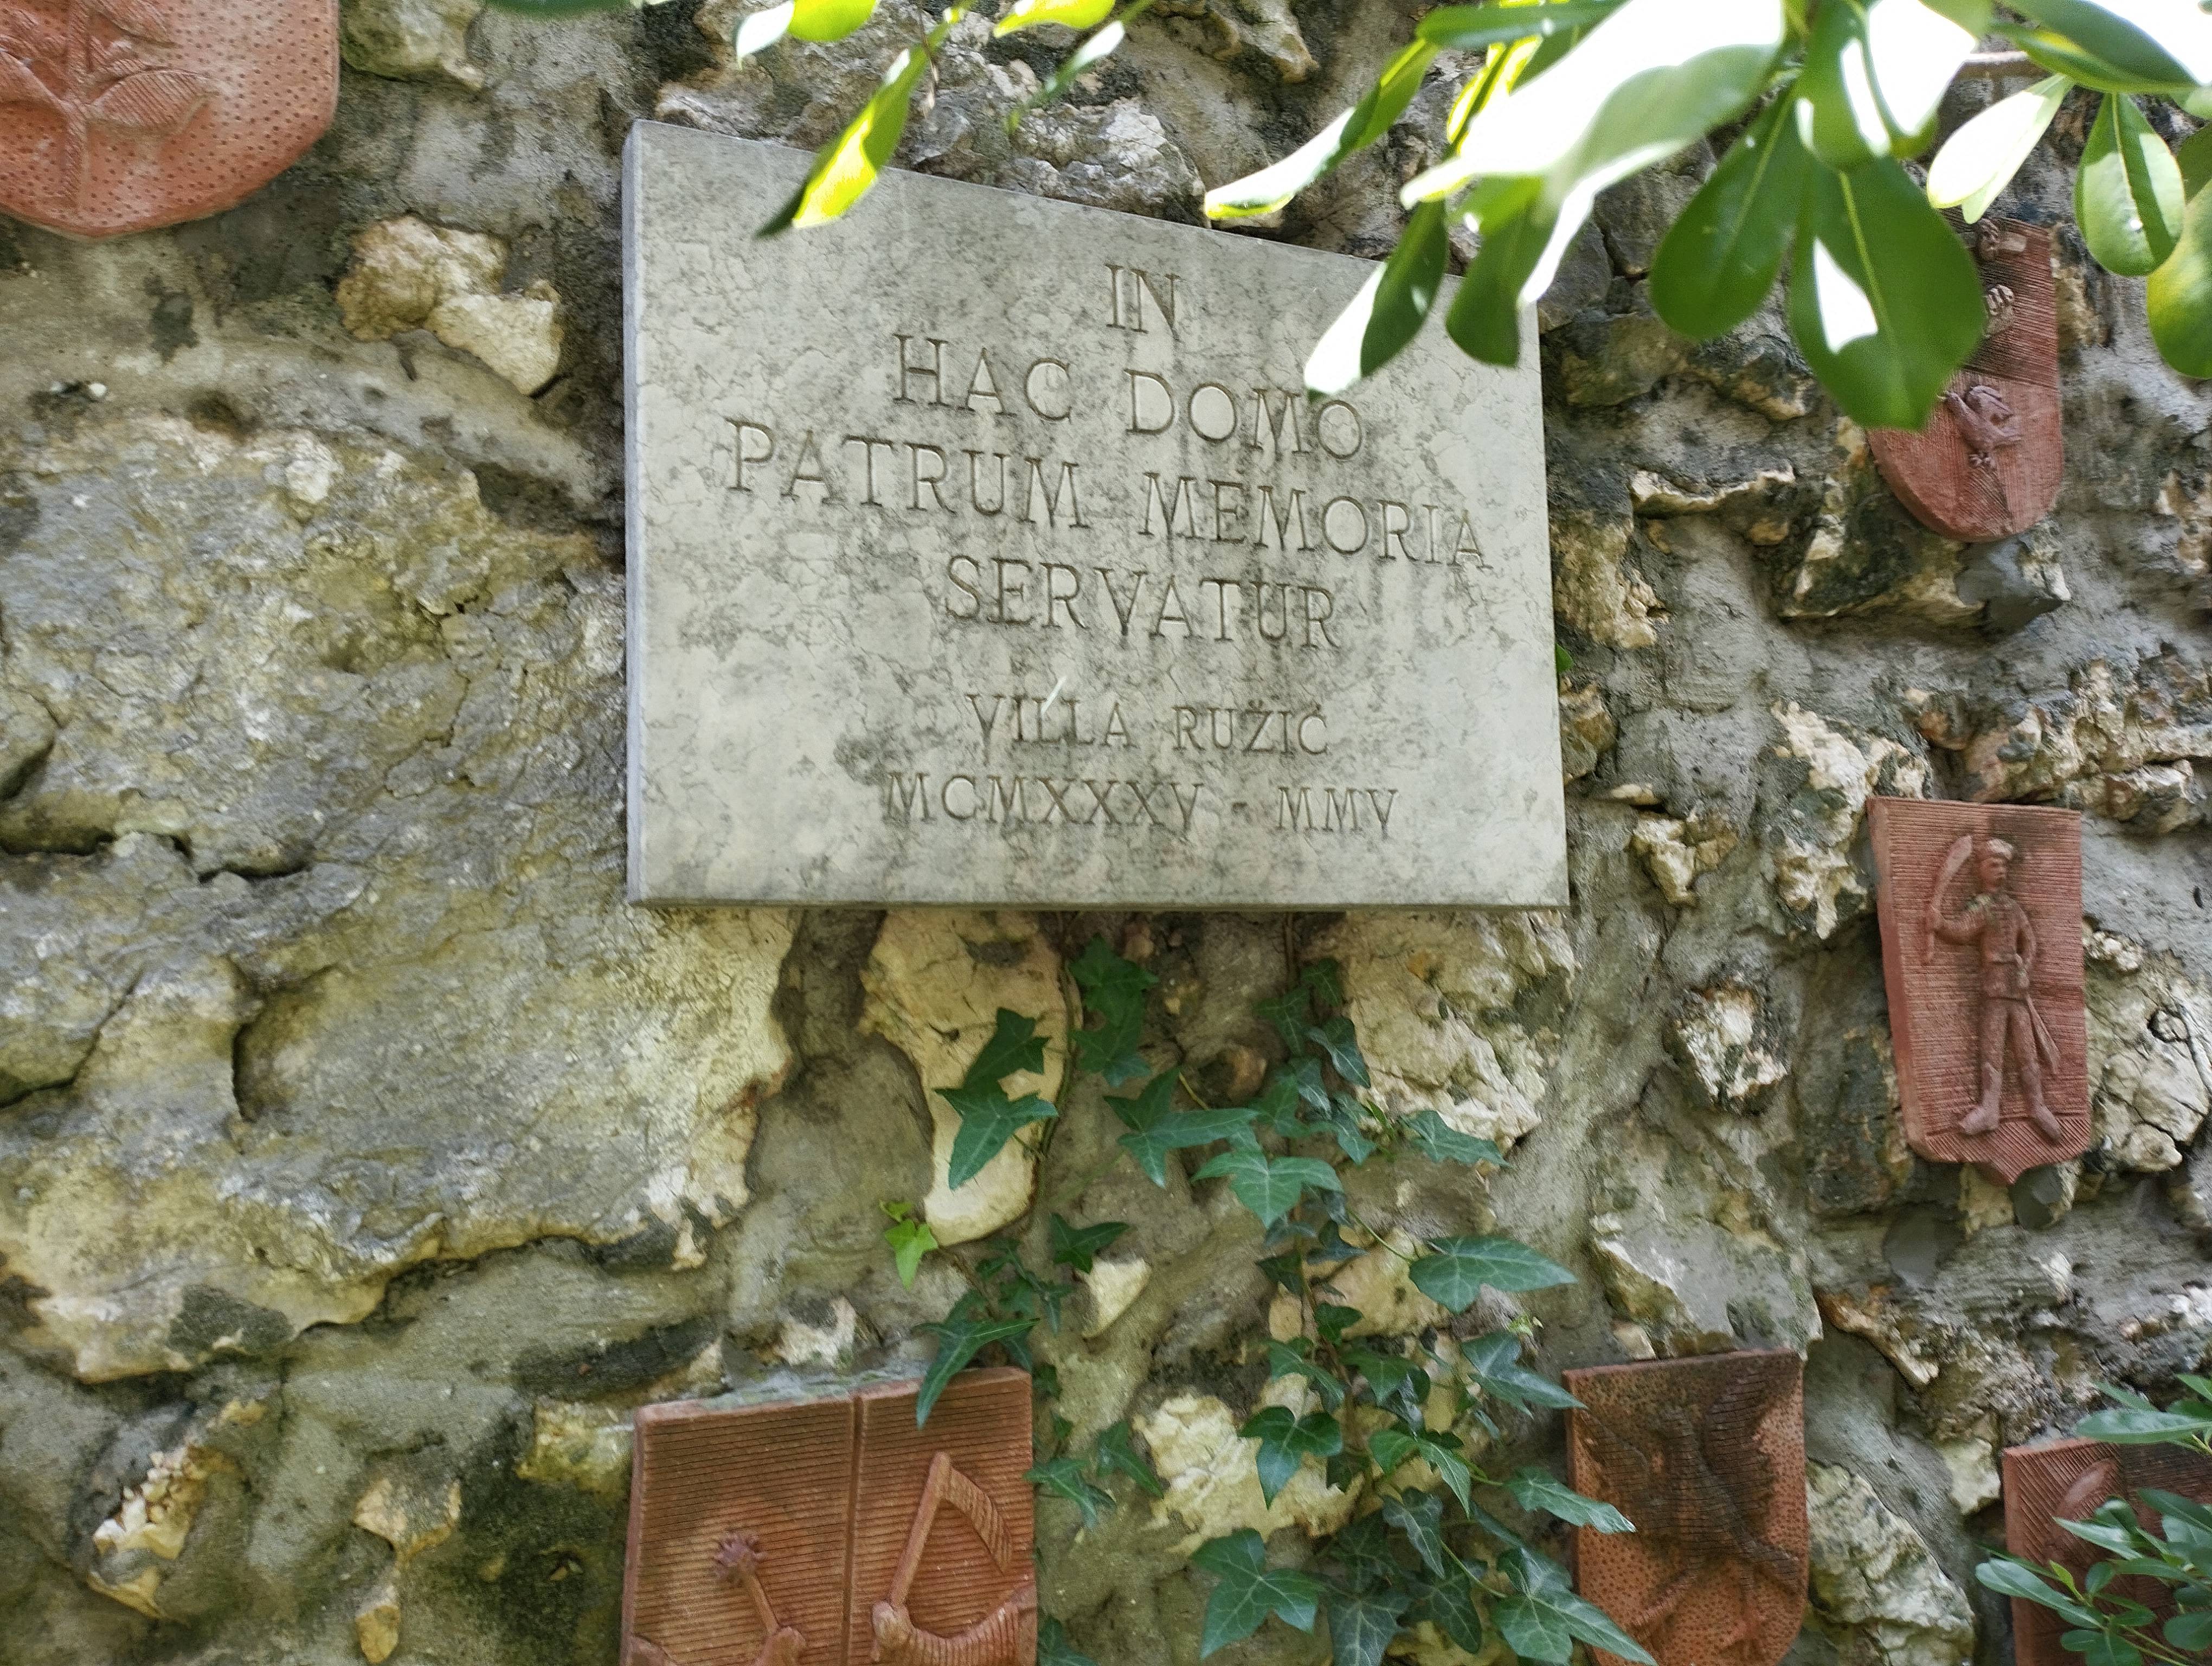 IN
HAC DOMO
PATRUM MEMORIA
SERVATUR
VILLA RUŽIĆ
MCMXXXV - MMV